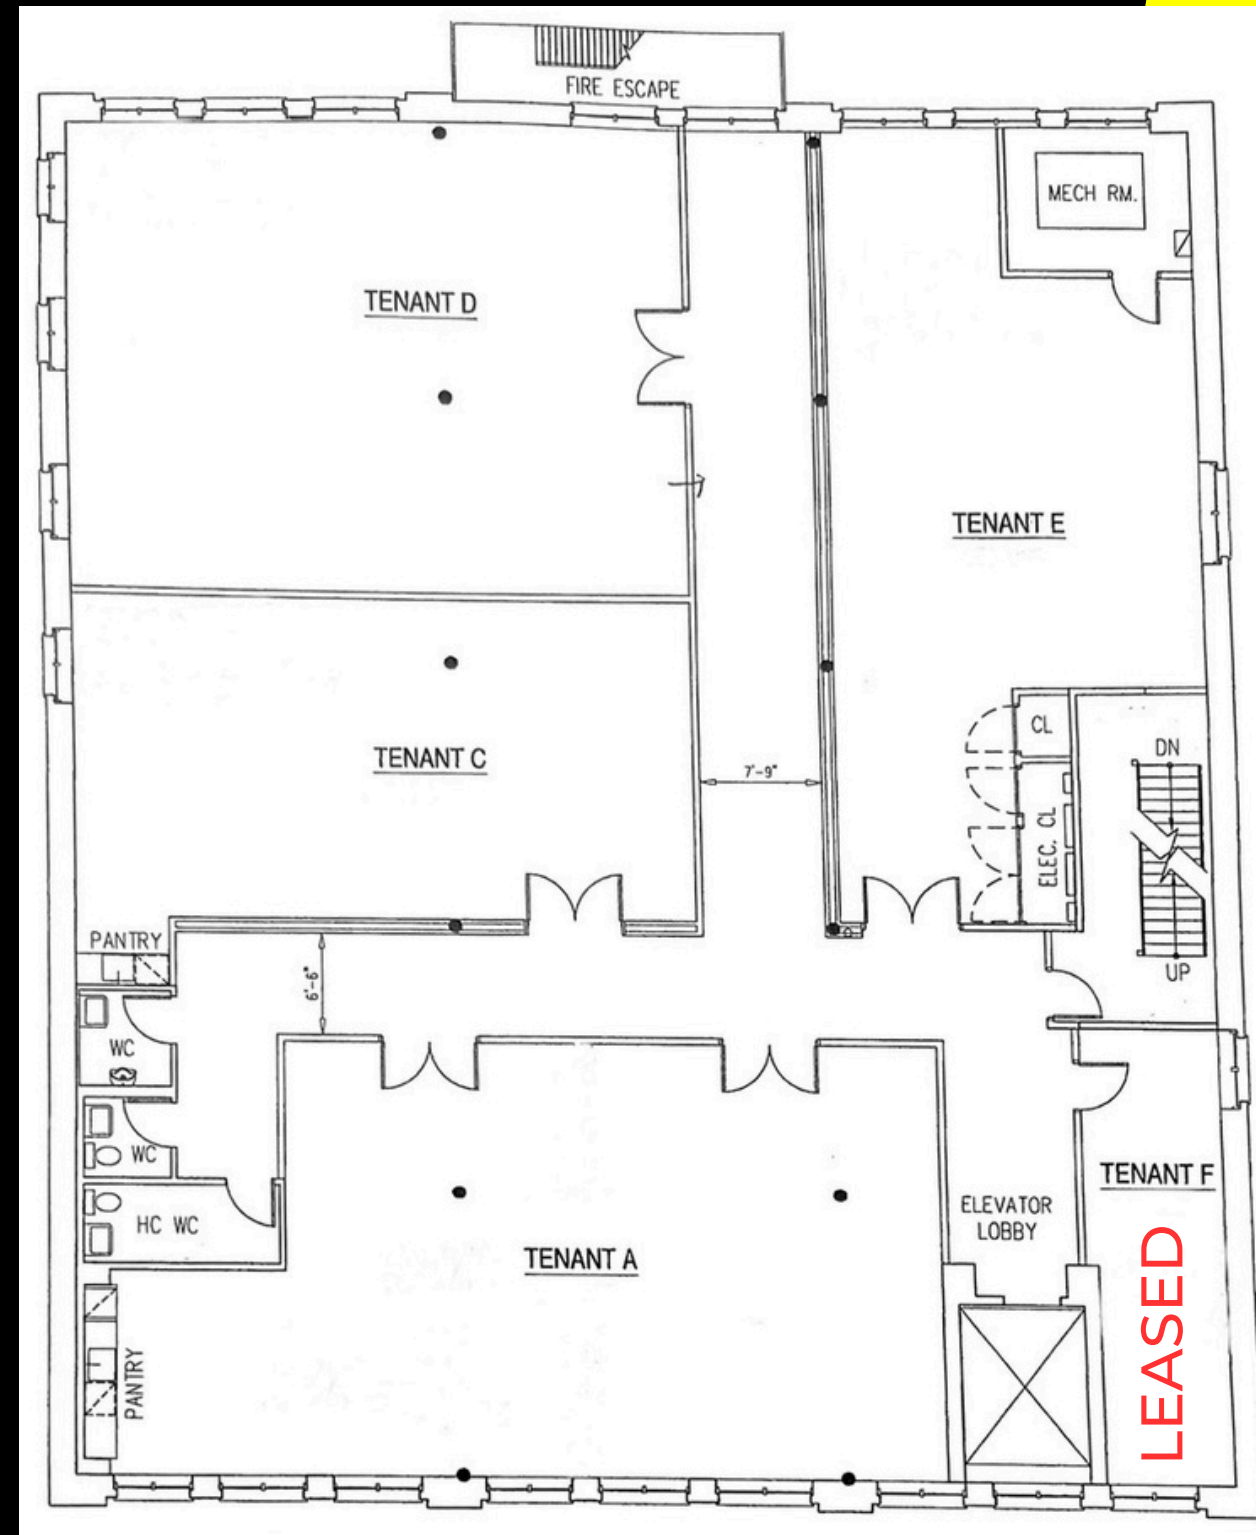 FIRE ESCAPE
MECH RM.
TENANT D
TENANT E
CL
DN
7'-9"
TENANT C
ELEC. CL
PANTRY
UP
6'-6"
WC
WC
TENANT F
HC WC
ELEVATOR
LOBBY
TENANT A
LEASED
PANTRY